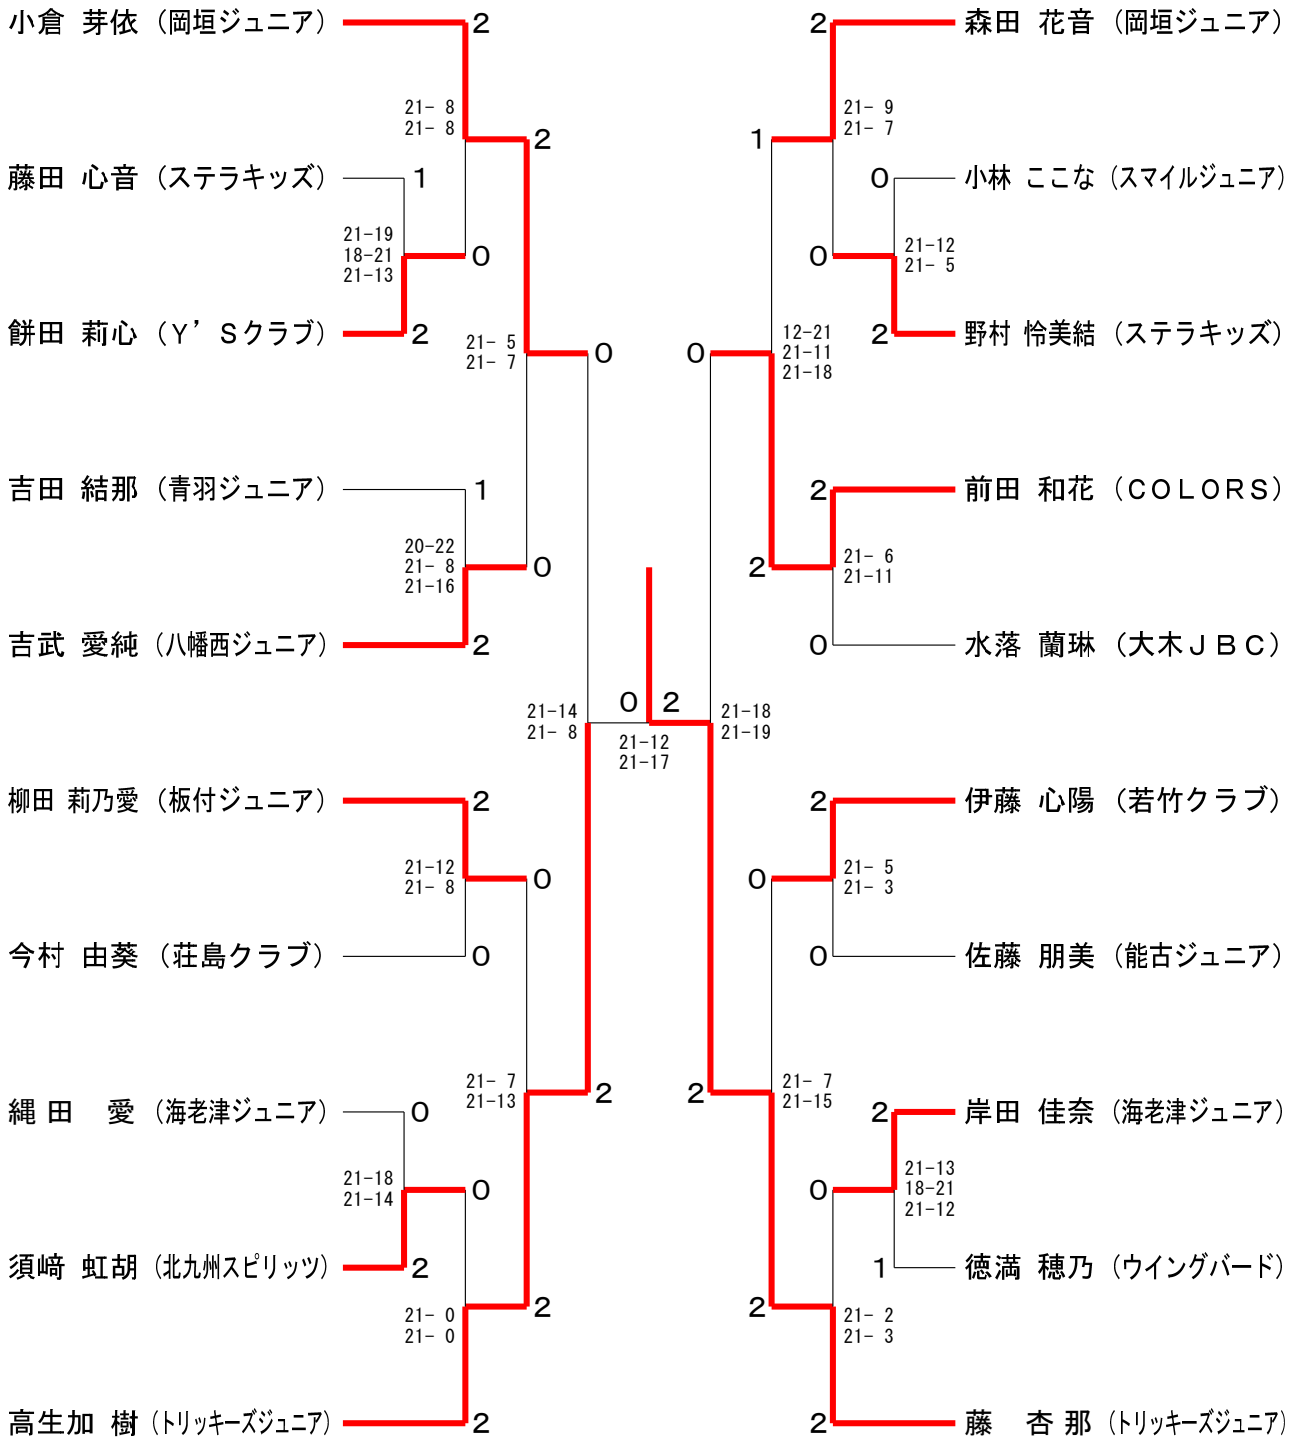 小倉 芽依 (岡垣ジュニア) 2
2 森田 花音 (岡垣ジュニア)
21- 8
21- 8
2
1
21- 9
21- 7
藤田 心音 (ステラキッズ) 1
0 小林 ここな (スマイルジュニア)
21-19
18-21
21-13
0
0
21-12
21- 5
餅田 莉心 (Y'Sクラブ) 2
2 野村 怜美結 (ステラキッズ)
21- 5
21- 7
0
0
12-21
21-11
21-18
吉田 結那 (青羽ジュニア) 1
2 前田 和花 (COLORS)
20-22
21- 8
21-16
0
2
21- 6
21-11
吉武 愛純 (八幡西ジュニア) 2
0 水落 蘭琳 (大木JBC)
21-14
21- 8
0 2
21-12
21-17
21-18
21-19
柳田 莉乃愛 (板付ジュニア) 2
2 伊藤 心陽 (若竹クラブ)
21-12
21- 8
0
0
21- 5
21- 3
今村 由葵 (荘島クラブ) 0
0 佐藤 朋美 (能古ジュニア)
21- 7
21-13
2
2
21- 7
21-15
縄田 愛 (海老津ジュニア) 0
2 岸田 佳奈 (海老津ジュニア)
21-18
21-14
0
0
21-13
18-21
21-12
須﨑 虹胡 (北九州スピリッツ) 2
1 徳満 穂乃 (ウイングバード)
21- 0
21- 0
2
2
21- 2
21- 3
高生加 樹 (トリッキーズジュニア) 2
2 藤 杏那 (トリッキーズジュニア)